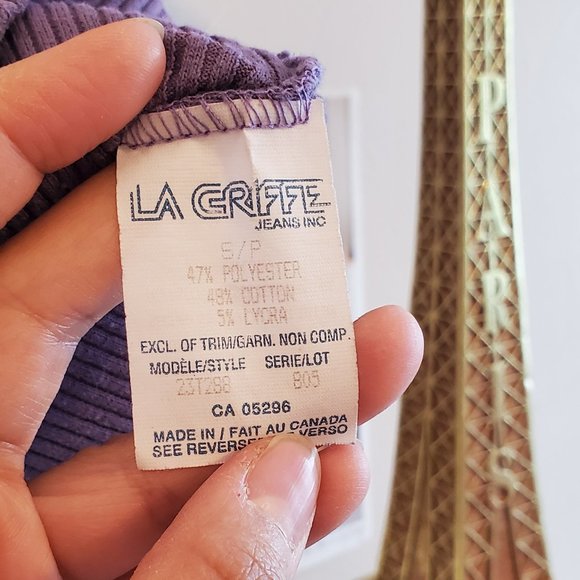 LA GRIFFE
JEANS INC
S/P
47% POLYESTER
48% COTTON
5% LYCRA
EXCL. OF TRIM/GARN. NON COMP.
MODÈLE/STYLE SERIE/LOT
23T288 805
CA 05296
MADE IN / FAIT AU CANADA
SEE REVERSE VERSO
PARIS